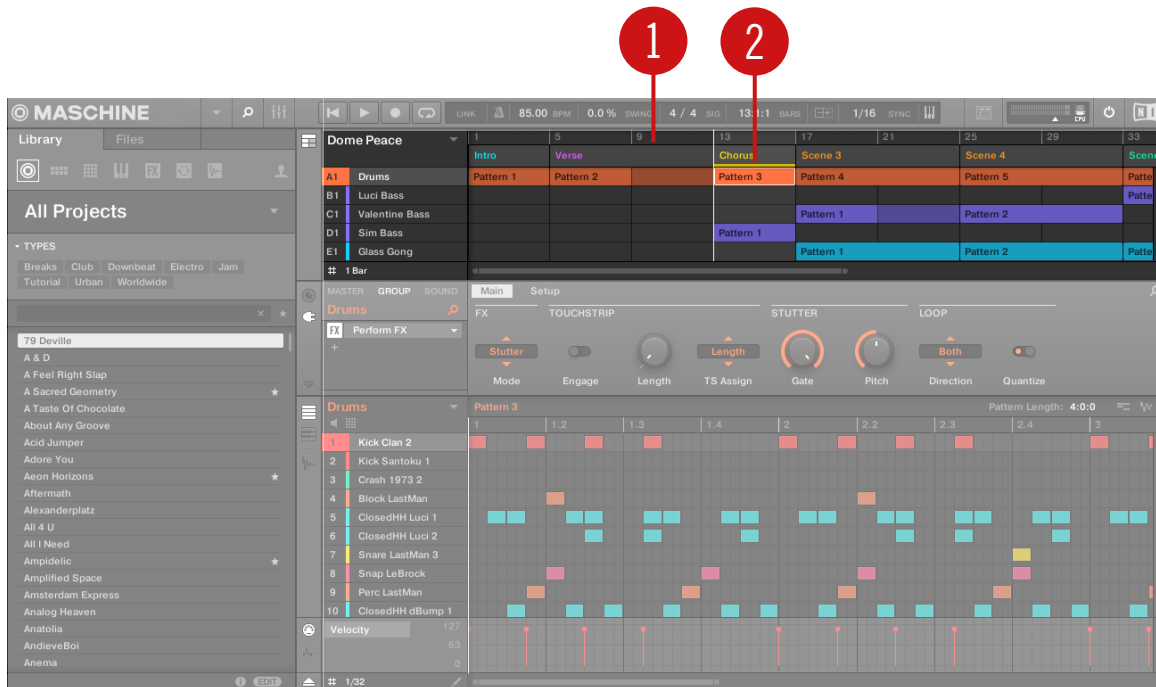 1 2
MASCHINE
LINK 85.00 BPM 0.0 % SWING 4 / 4 SIG 13:1:1 BARS 1/16 SYNC CPU
Library Files
All Projects
TYPES
Breaks Club Downbeat Electro Jam
Tutorial Urban Worldwide
79 Deville
A & D
A Feel Right Slap
A Sacred Geometry
A Taste Of Chocolate
About Any Groove
Acid Jumper
Adore You
Aeon Horizons
Aftermath
Alexanderplatz
All 4 U
All I Need
Ampidelic
Amplified Space
Amsterdam Express
Analog Heaven
Anatolia
AndieveBoi
Anema
EDIT
Dome Peace
1 5 9 13 17 21 25 29 33
Intro Verse Chorus Scene 3 Scene 4 Scene
A1 Drums Pattern 1 Pattern 2 Pattern 3 Pattern 4 Pattern 5 Patte
B1 Luci Bass Patte
C1 Valentine Bass Pattern 1 Pattern 2
D1 Sim Bass Pattern 1
E1 Glass Gong Pattern 1 Pattern 2 Patte
1 Bar
MASTER GROUP SOUND Main Setup
Drums FX TOUCHSTRIP STUTTER LOOP
FX Perform FX
+
Stutter Length Both
Mode Engage Length TS Assign Gate Pitch Direction Quantize
Drums Pattern 3 Pattern Length: 4:0:0
1 1.2 1.3 1.4 2 2.2 2.3 2.4 3
1 Kick Clan 2
2 Kick Santoku 1
3 Crash 1973 2
4 Block LastMan
5 ClosedHH Luci 1
6 ClosedHH Luci 2
7 Snare LastMan 3
8 Snap LeBrock
9 Perc LastMan
10 ClosedHH dBump 1
Velocity 127
63
0
1/32